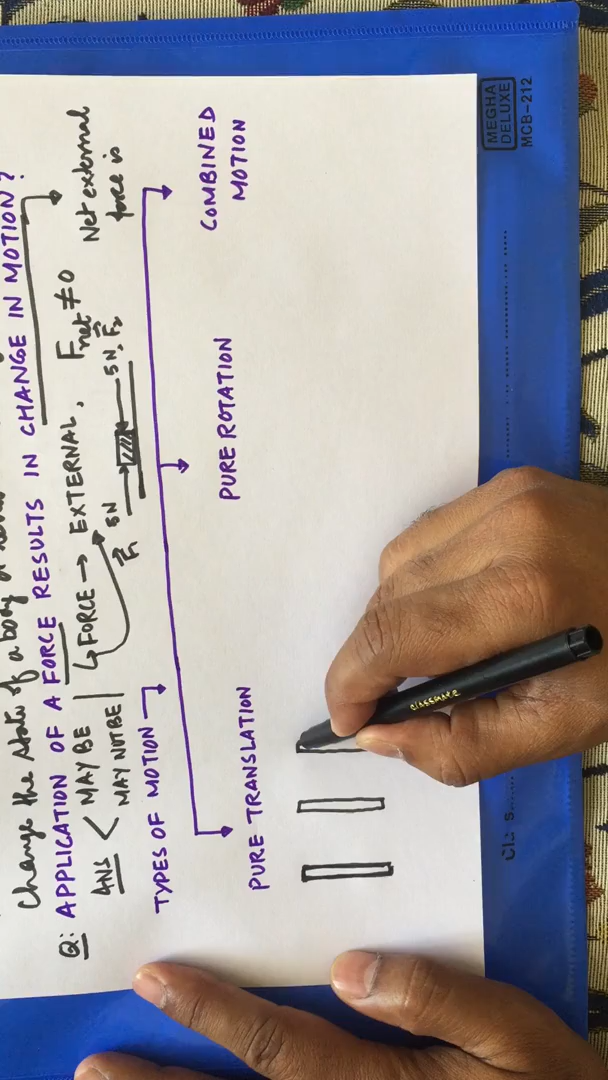 Change the state of a body
Q: APPLICATION OF A FORCE RESULTS IN CHANGE IN MOTION?
ANS < MAY BE | ↳ FORCE → EXTERNAL, Fnet ≠ 0 Net external force is
MAY NOT BE |
F₁ 5N 5N, F₂
TYPES OF MOTION
PURE TRANSLATION PURE ROTATION COMBINED MOTION
classmate
MEGHA
DELUXE
MCB-212